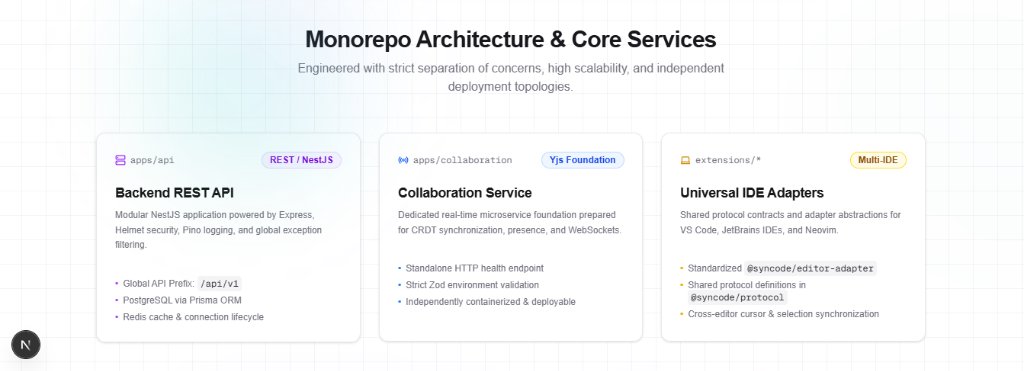 Monorepo Architecture & Core Services
Engineered with strict separation of concerns, high scalability, and independent
deployment topologies.
apps/api
REST / NestJS
Backend REST API
Modular NestJS application powered by Express,
Helmet security, Pino logging, and global exception
filtering.
• Global API Prefix: /api/v1
• PostgreSQL via Prisma ORM
• Redis cache & connection lifecycle
apps/collaboration
Yjs Foundation
Collaboration Service
Dedicated real-time microservice foundation prepared
for CRDT synchronization, presence, and WebSockets.
• Standalone HTTP health endpoint
• Strict Zod environment validation
• Independently containerized & deployable
extensions/*
Multi-IDE
Universal IDE Adapters
Shared protocol contracts and adapter abstractions for
VS Code, JetBrains IDEs, and Neovim.
• Standardized @syncode/editor-adapter
• Shared protocol definitions in
@syncode/protocol
• Cross-editor cursor & selection synchronization
N